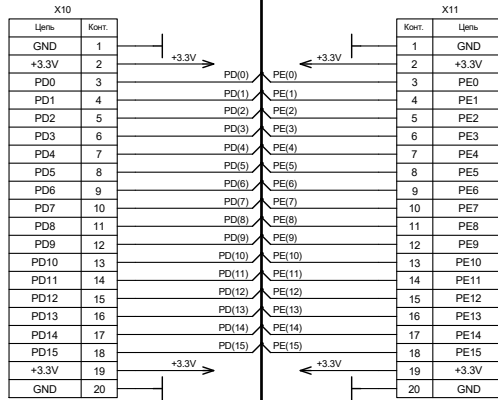 X10 X11
Цепь Конт. Конт. Цепь
GND 1 1 GND
+3.3V 2 +3.3V +3.3V 2 +3.3V
PD0 3 PD(0) PE(0) 3 PE0
PD1 4 PD(1) PE(1) 4 PE1
PD2 5 PD(2) PE(2) 5 PE2
PD3 6 PD(3) PE(3) 6 PE3
PD4 7 PD(4) PE(4) 7 PE4
PD5 8 PD(5) PE(5) 8 PE5
PD6 9 PD(6) PE(6) 9 PE6
PD7 10 PD(7) PE(7) 10 PE7
PD8 11 PD(8) PE(8) 11 PE8
PD9 12 PD(9) PE(9) 12 PE9
PD10 13 PD(10) PE(10) 13 PE10
PD11 14 PD(11) PE(11) 14 PE11
PD12 15 PD(12) PE(12) 15 PE12
PD13 16 PD(13) PE(13) 16 PE13
PD14 17 PD(14) PE(14) 17 PE14
PD15 18 PD(15) PE(15) 18 PE15
+3.3V 19 +3.3V +3.3V 19 +3.3V
GND 20 20 GND